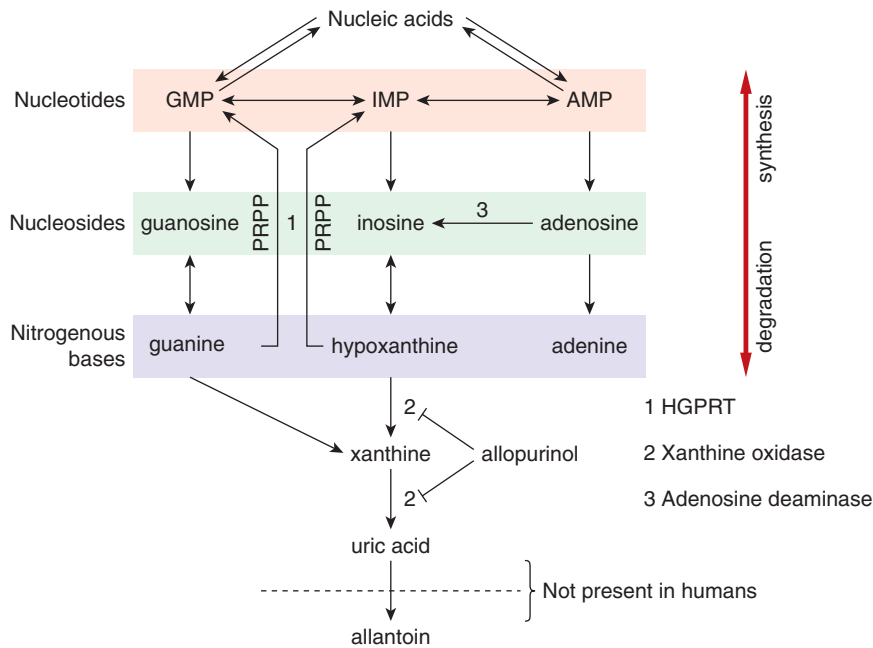 Nucleic acids
Nucleotides
GMP
IMP
AMP
synthesis
Nucleosides
guanosine
PRPP
1
PRPP
inosine
3
adenosine
degradation
Nitrogenous
bases
guanine
hypoxanthine
adenine
2
1 HGPRT
xanthine
allopurinol
2 Xanthine oxidase
2
3 Adenosine deaminase
uric acid
Not present in humans
allantoin